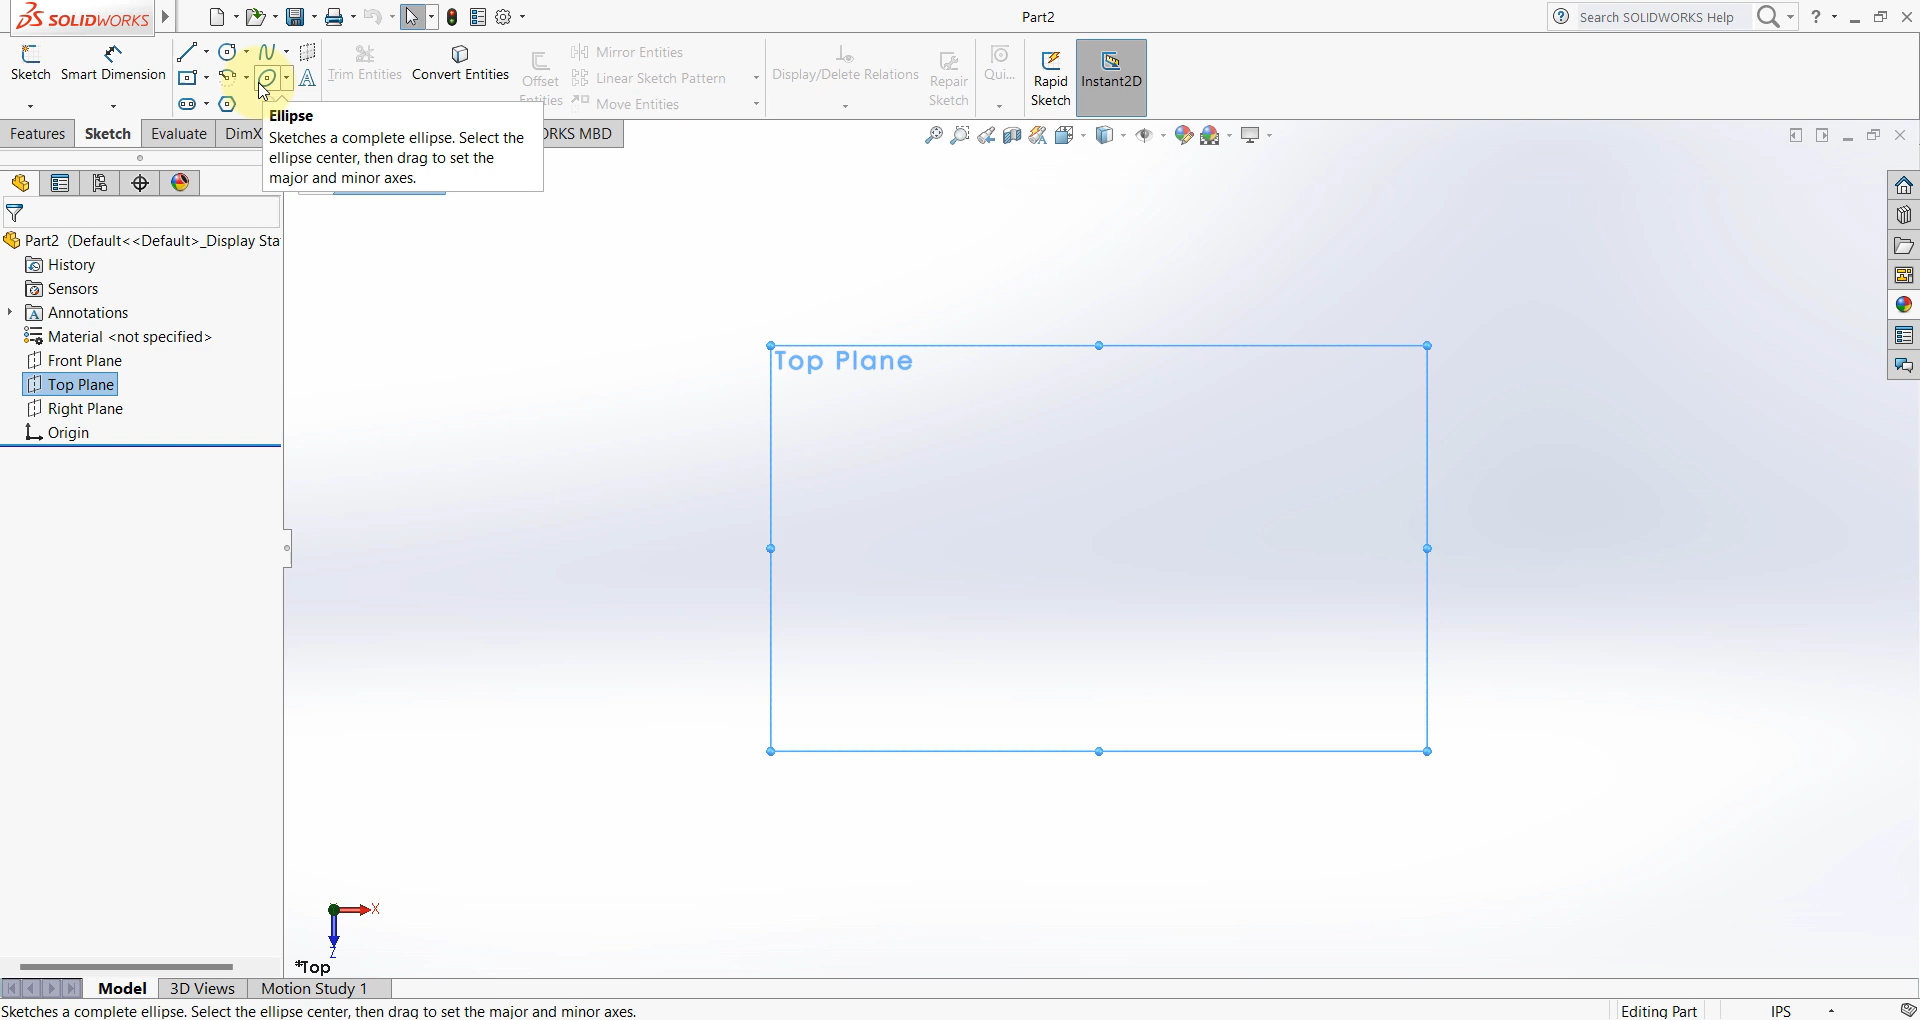 SOLIDWORKS
Part2
Search SOLIDWORKS Help
?
Sketch
Smart Dimension
Trim Entities
Convert Entities
Offset
Entities
Mirror Entities
Linear Sketch Pattern
Move Entities
Display/Delete Relations
Repair
Sketch
Qui...
Rapid
Sketch
Instant2D
Features
Sketch
Evaluate
DimX
ORKS MBD
Ellipse
Sketches a complete ellipse. Select the
ellipse center, then drag to set the
major and minor axes.
Part2 (Default<<Default>_Display Sta
History
Sensors
Annotations
Material <not specified>
Front Plane
Top Plane
Right Plane
Origin
Top Plane
X
Z
*Top
Model
3D Views
Motion Study 1
Sketches a complete ellipse. Select the ellipse center, then drag to set the major and minor axes.
Editing Part
IPS